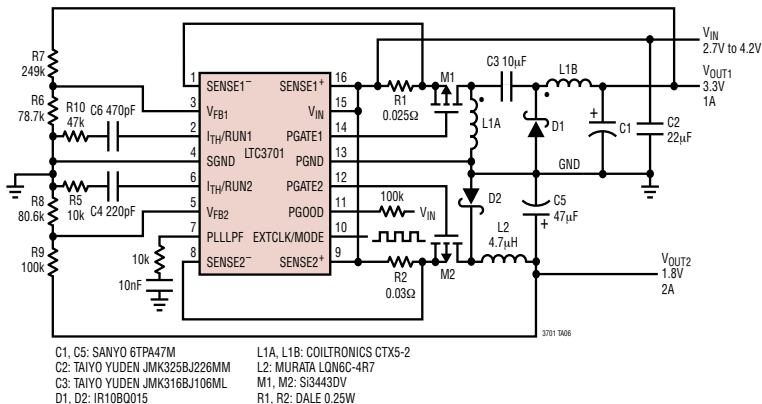 VIN
2.7V to 4.2V
VOUT1
3.3V
1A
R7
249k
R6
78.7k
R10
47k
C6 470pF
R5
10k
C4 220pF
R8
80.6k
R9
100k
10k
10nF
1
SENSE1–
3
VFB1
2
ITH/RUN1
4
SGND
6
ITH/RUN2
5
VFB2
7
PLLLPF
8
SENSE2–
LTC3701
SENSE1+
16
VIN
15
PGATE1
14
PGND
13
PGATE2
12
PGOOD
11
EXTCLK/MODE
10
SENSE2+
9
R1
0.025Ω
M1
C3 10µF
L1B
L1A
D1
C1
C2
22µF
GND
D2
C5
47µF
100k
VIN
L2
4.7µH
M2
R2
0.03Ω
VOUT2
1.8V
2A
3701 TA06
C1, C5: SANYO 6TPA47M
C2: TAIYO YUDEN JMK325BJ226MM
C3: TAIYO YUDEN JMK316BJ106ML
D1, D2: IR10BQ015
L1A, L1B: COILTRONICS CTX5-2
L2: MURATA LQN6C-4R7
M1, M2: Si3443DV
R1, R2: DALE 0.25W